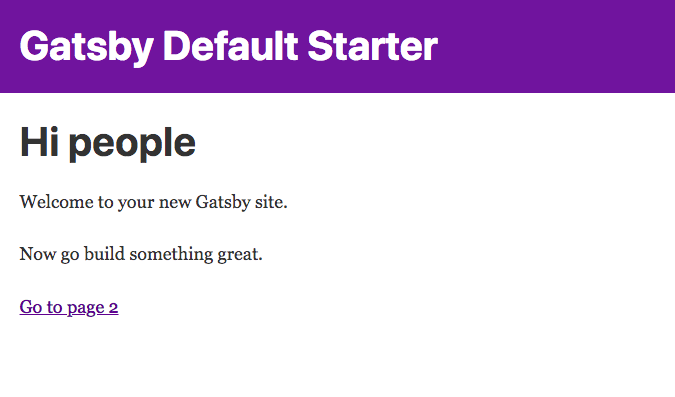 Gatsby Default Starter
Hi people
Welcome to your new Gatsby site.
Now go build something great.
Go to page 2